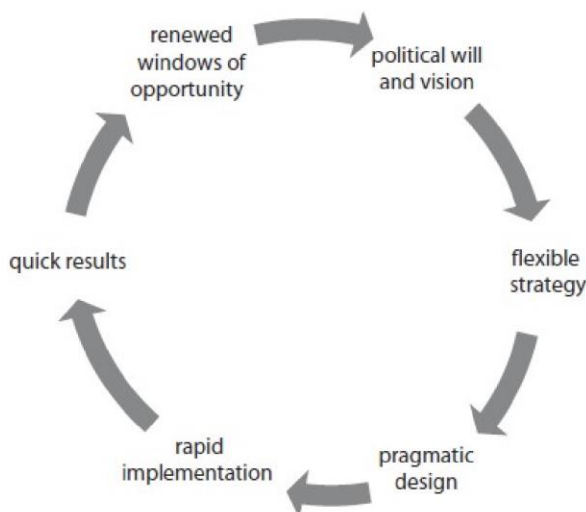 renewed
windows of
opportunity
political will
and vision
flexible
strategy
pragmatic
design
rapid
implementation
quick results